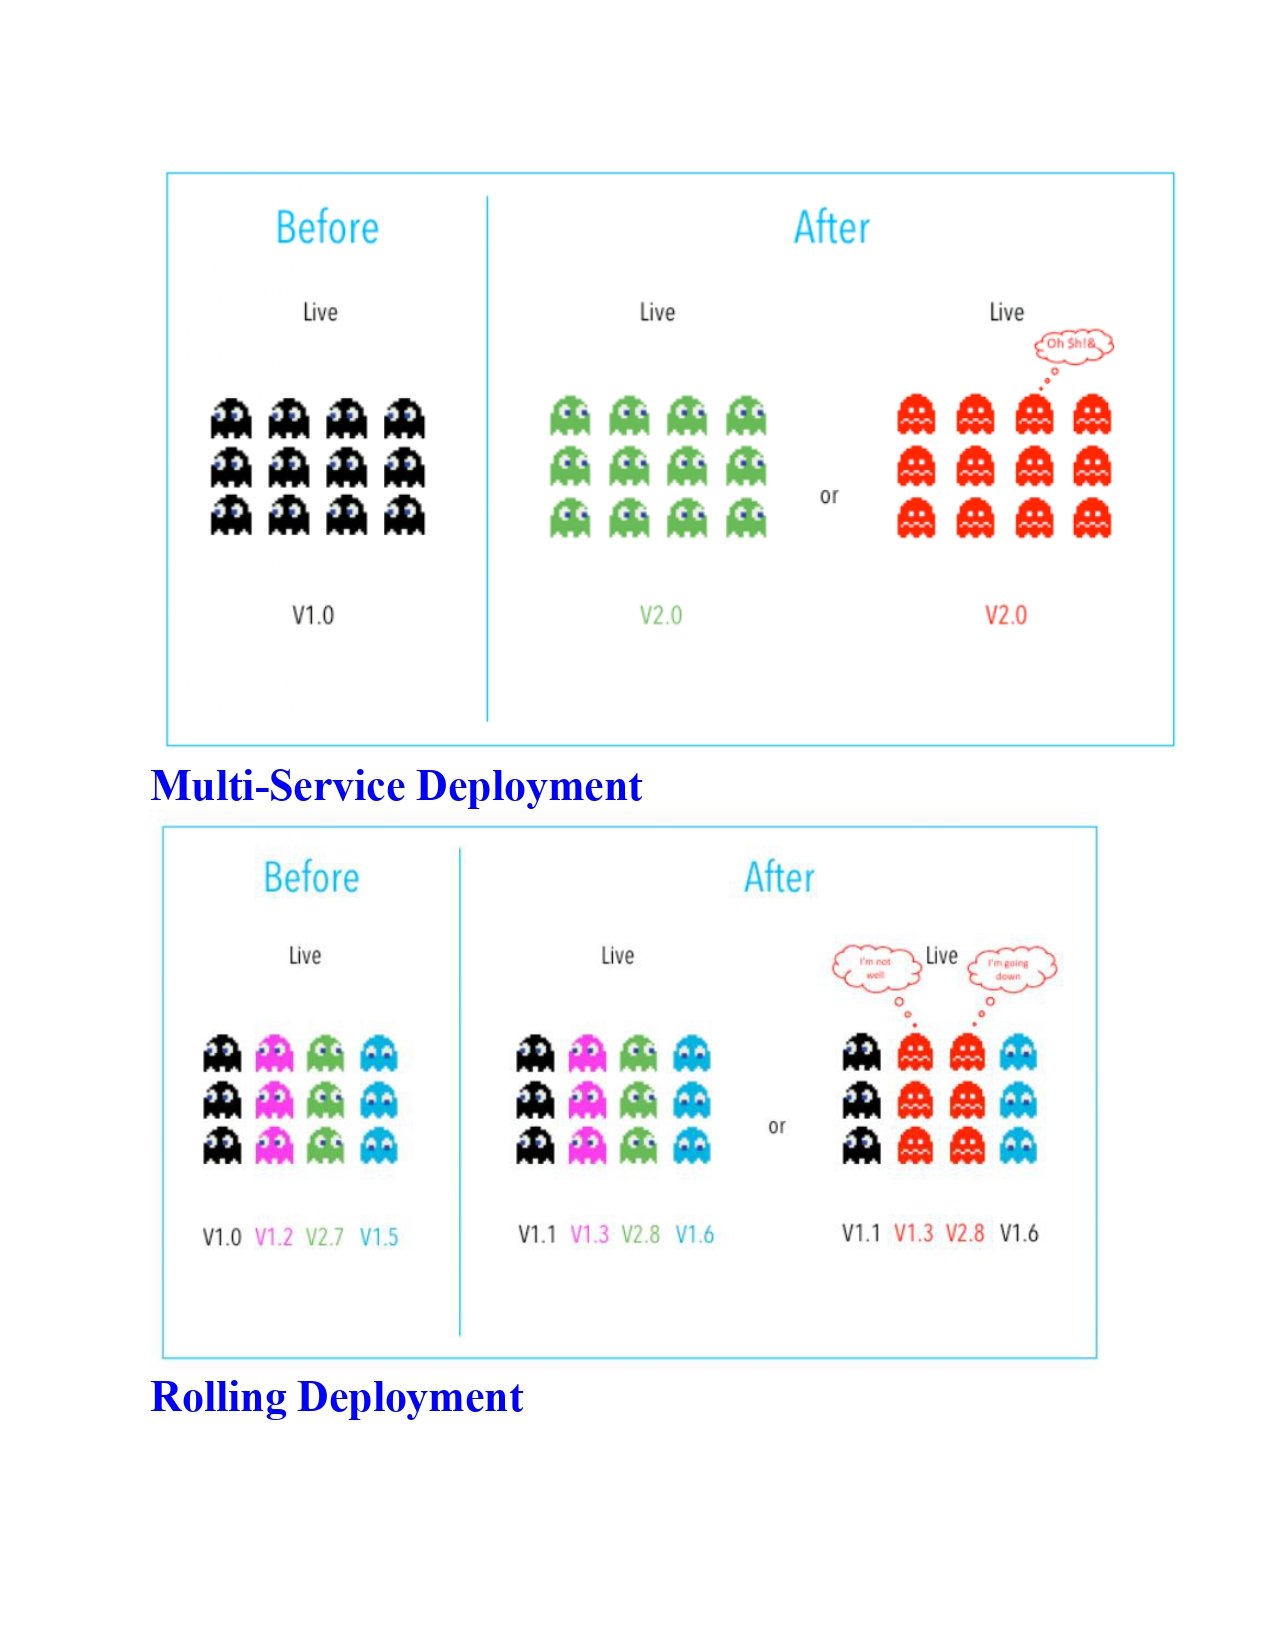 Before
After
Live
Live
Live
Oh $h!&
or
V1.0
V2.0
V2.0
Multi-Service Deployment
Before
After
Live
Live
Live
I'm not
well
I'm going
down
or
V1.0 V1.2 V2.7 V1.5
V1.1 V1.3 V2.8 V1.6
V1.1 V1.3 V2.8 V1.6
Rolling Deployment